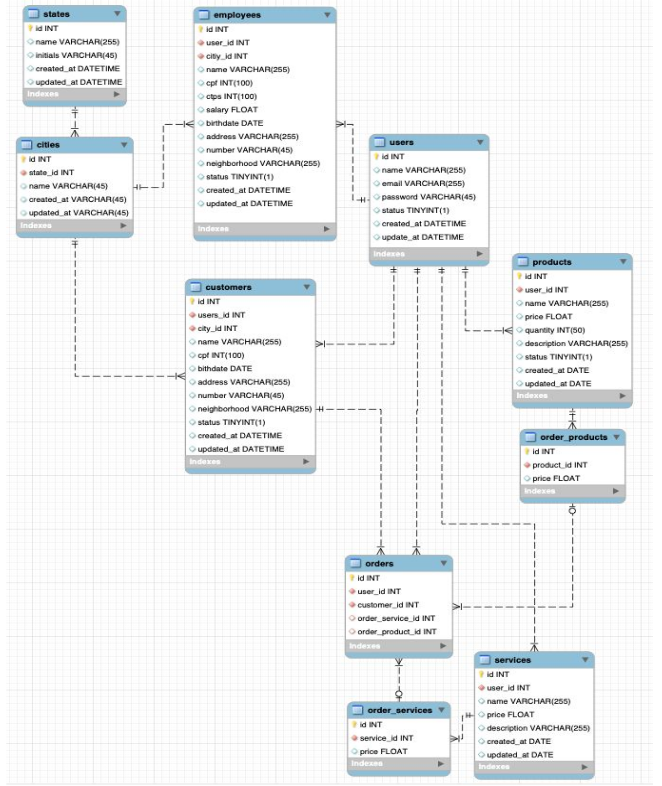 states
id INT
name VARCHAR(255)
initials VARCHAR(45)
created_at DATETIME
updated_at DATETIME
Indexes
employees
id INT
user_id INT
citiy_id INT
name VARCHAR(255)
cpf INT(100)
ctps INT(100)
salary FLOAT
birthdate DATE
address VARCHAR(255)
number VARCHAR(45)
neighborhood VARCHAR(255)
status TINYINT(1)
created_at DATETIME
updated_at DATETIME
Indexes
cities
id INT
state_id INT
name VARCHAR(45)
created_at VARCHAR(45)
updated_at VARCHAR(45)
Indexes
users
id INT
name VARCHAR(255)
email VARCHAR(255)
password VARCHAR(45)
status TINYINT(1)
created_at DATETIME
update_at DATETIME
Indexes
products
id INT
user_id INT
name VARCHAR(255)
price FLOAT
quantity INT(50)
description VARCHAR(255)
status TINYINT(1)
created_at DATE
updated_at DATE
Indexes
customers
id INT
users_id INT
city_id INT
name VARCHAR(255)
cpf INT(100)
bithdate DATE
address VARCHAR(255)
number VARCHAR(45)
neighborhood VARCHAR(255)
status TINYINT(1)
created_at DATETIME
updated_at DATETIME
Indexes
order_products
id INT
product_id INT
price FLOAT
Indexes
orders
id INT
user_id INT
customer_id INT
order_service_id INT
order_product_id INT
Indexes
services
id INT
user_id INT
name VARCHAR(255)
price FLOAT
description VARCHAR(255)
created_at DATE
updated_at DATE
Indexes
order_services
id INT
service_id INT
price FLOAT
Indexes